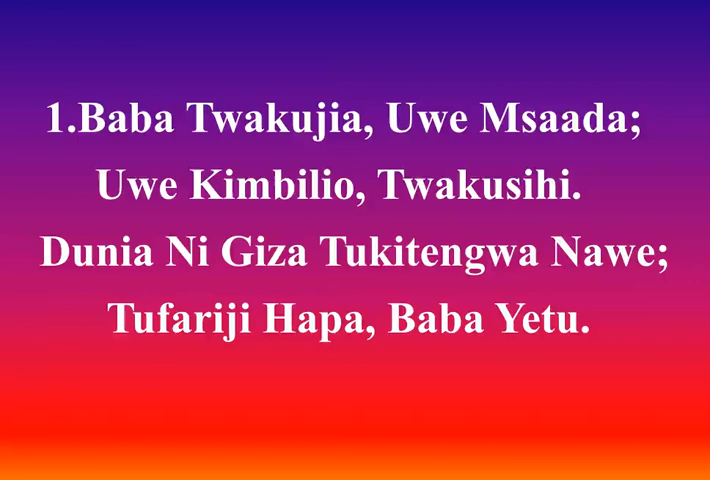 1.Baba Twakujia, Uwe Msaada;
Uwe Kimbilio, Twakusihi.
Dunia Ni Giza Tukitengwa Nawe;
Tufariji Hapa, Baba Yetu.